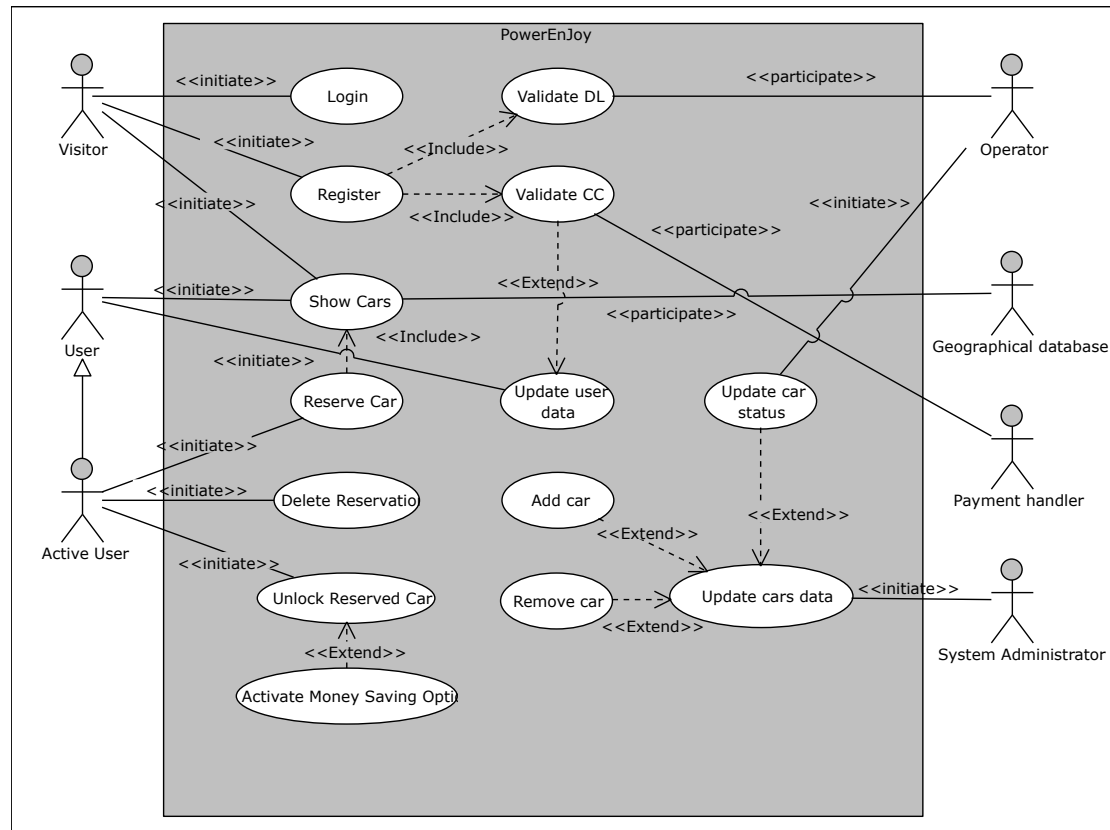 PowerEnJoy
<<initiate>>
<<participate>>
Login
Validate DL
Visitor
Operator
<<initiate>>
<<Include>>
Register
Validate CC
<<initiate>>
<<initiate>>
<<Include>>
<<participate>>
<<initiate>>
<<Extend>>
Show Cars
<<participate>>
User
<<Include>>
Geographical database
<<initiate>>
Reserve Car
Update user
data
Update car
status
<<initiate>>
<<initiate>>
Delete Reservatio
Add car
Payment handler
<<Extend>>
<<Extend>>
Active User
<<initiate>>
Unlock Reserved Car
Remove car
Update cars data
<<initiate>>
<<Extend>>
<<Extend>>
System Administrator
Activate Money Saving Opti